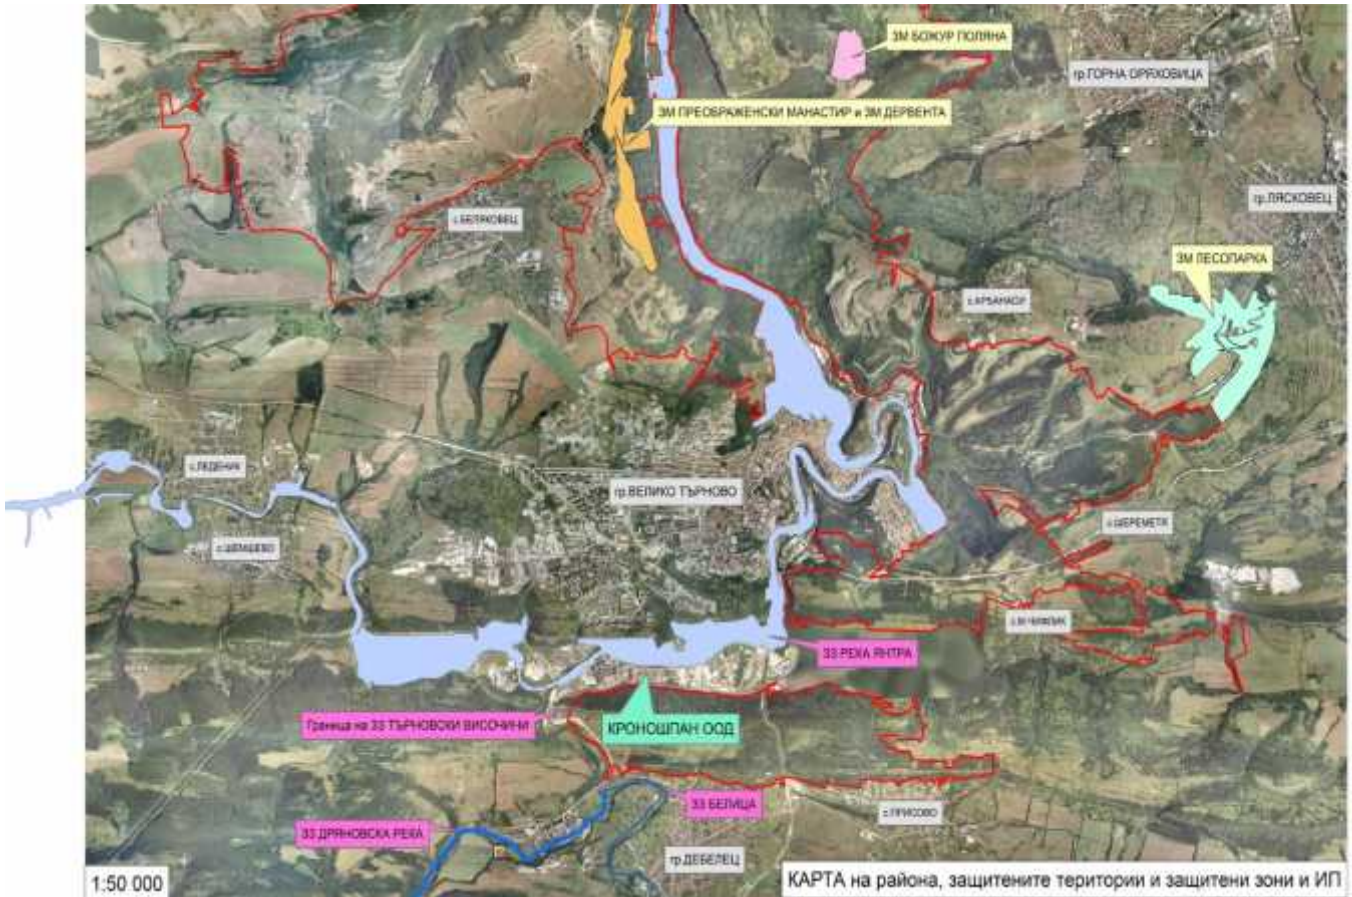 ЗМ БОЖУР ПОЛЯНА
гр.ГОРНА ОРЯХОВИЦА
ЗМ ПРЕОБРАЖЕНСКИ МАНАСТИР и ЗМ ДЕРВЕНТА
гр.ЛЯСКОВЕЦ
с.БЕЛЯКОВЕЦ
ЗМ ЛЕСОПАРКА
с.АРБАНАСИ
с.ЛЕДЕНИК
гр.ВЕЛИКО ТЪРНОВО
с.ШЕРЕМЕТЯ
с.ШЕМШЕВО
с.М.ЧИФЛИК
ЗЗ РЕКА ЯНТРА
Граница на ЗЗ ТЪРНОВСКИ ВИСОЧИНИ
КРОНОШПАН ООД
ЗЗ БЕЛИЦА
с.ПРИСОВО
ЗЗ ДРЯНОВСКА РЕКА
гр.ДЕБЕЛЕЦ
1:50 000
КАРТА на района, защитените територии и защитени зони и ИП